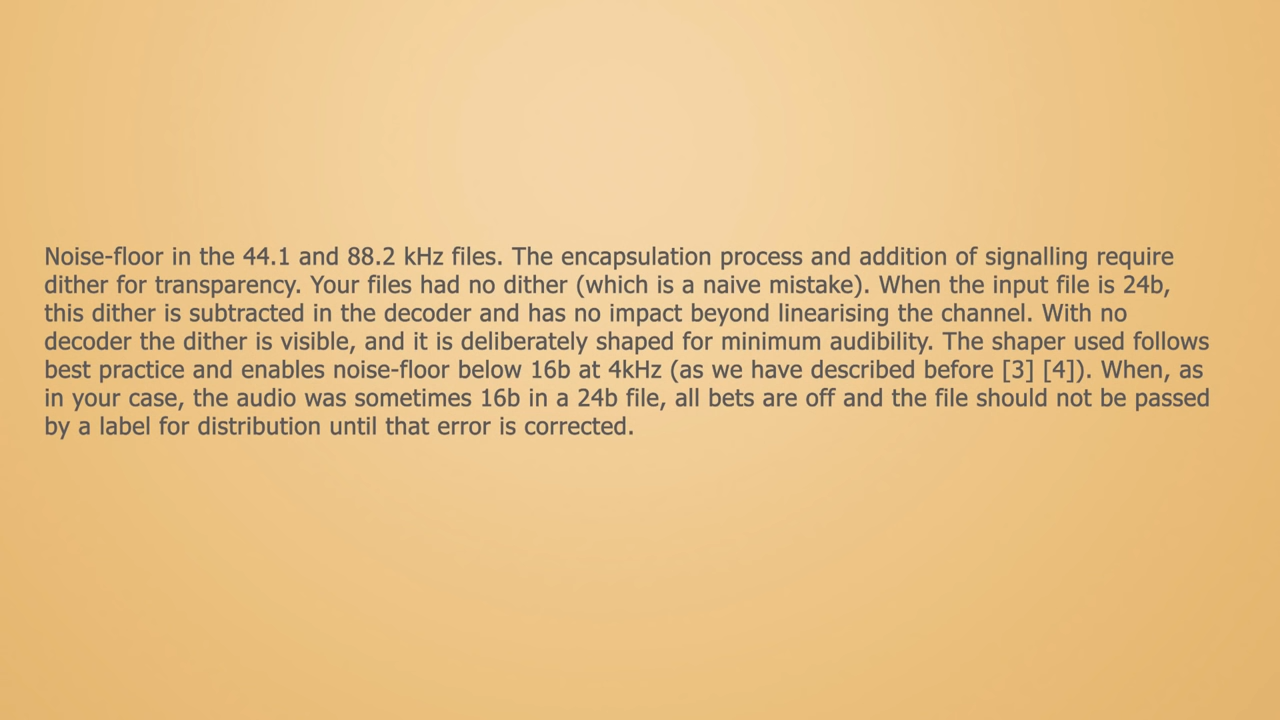 Noise-floor in the 44.1 and 88.2 kHz files. The encapsulation process and addition of signalling require
dither for transparency. Your files had no dither (which is a naive mistake). When the input file is 24b,
this dither is subtracted in the decoder and has no impact beyond linearising the channel. With no
decoder the dither is visible, and it is deliberately shaped for minimum audibility. The shaper used follows
best practice and enables noise-floor below 16b at 4kHz (as we have described before [3] [4]). When, as
in your case, the audio was sometimes 16b in a 24b file, all bets are off and the file should not be passed
by a label for distribution until that error is corrected.